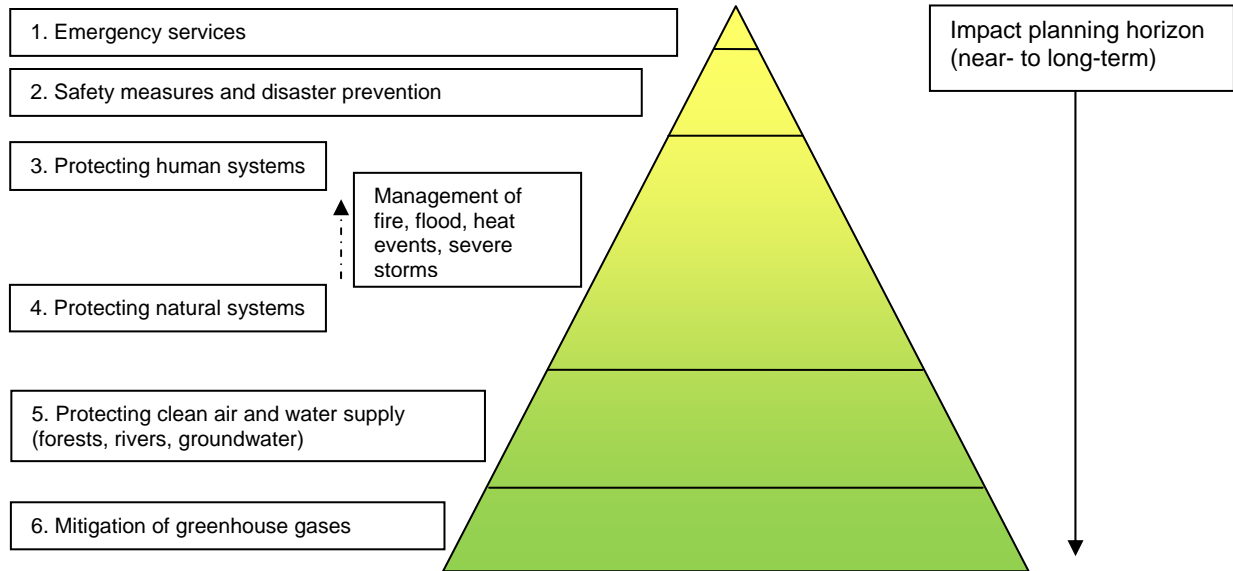 1. Emergency services
2. Safety measures and disaster prevention
3. Protecting human systems
Management of
fire, flood, heat
events, severe
storms
4. Protecting natural systems
5. Protecting clean air and water supply
(forests, rivers, groundwater)
6. Mitigation of greenhouse gases
Impact planning horizon
(near- to long-term)